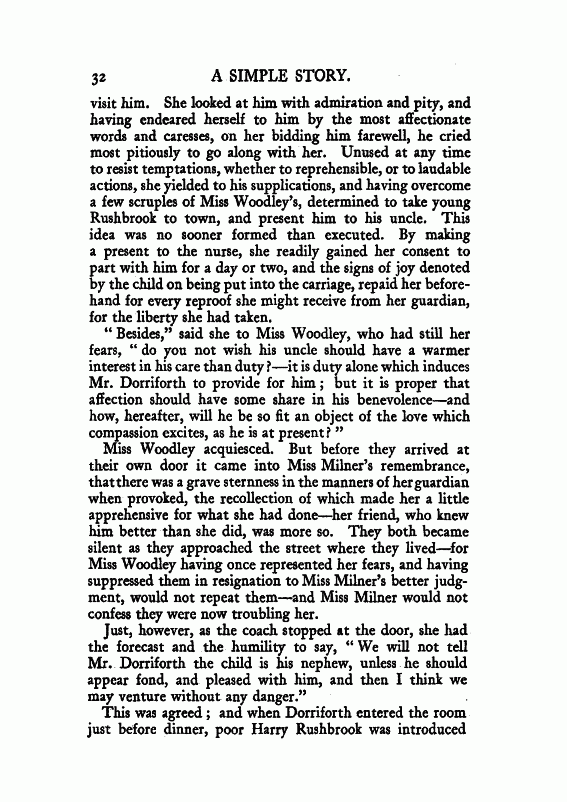 32 A SIMPLE STORY.
visit him. She looked at him with admiration and pity, and
having endeared herself to him by the most affectionate
words and caresses, on her bidding him farewell, he cried
most pitiously to go along with her. Unused at any time
to resist temptations, whether to reprehensible, or to laudable
actions, she yielded to his supplications, and having overcome
a few scruples of Miss Woodley's, determined to take young
Rushbrook to town, and present him to his uncle. This
idea was no sooner formed than executed. By making
a present to the nurse, she readily gained her consent to
part with him for a day or two, and the signs of joy denoted
by the child on being put into the carriage, repaid her before-
hand for every reproof she might receive from her guardian,
for the liberty she had taken.
" Besides," said she to Miss Woodley, who had still her
fears, " do you not wish his uncle should have a warmer
interest in his care than duty?—it is duty alone which induces
Mr. Dorriforth to provide for him; but it is proper that
affection should have some share in his benevolence—and
how, hereafter, will he be so fit an object of the love which
compassion excites, as he is at present? "
Miss Woodley acquiesced. But before they arrived at
their own door it came into Miss Milner's remembrance,
that there was a grave sternness in the manners of her guardian
when provoked, the recollection of which made her a little
apprehensive for what she had done—her friend, who knew
him better than she did, was more so. They both became
silent as they approached the street where they lived—for
Miss Woodley having once represented her fears, and having
suppressed them in resignation to Miss Milner's better judg-
ment, would not repeat them—and Miss Milner would not
confess they were now troubling her.
Just, however, as the coach stopped at the door, she had
the forecast and the humility to say, " We will not tell
Mr. Dorriforth the child is his nephew, unless he should
appear fond, and pleased with him, and then I think we
may venture without any danger."
This was agreed; and when Dorriforth entered the room
just before dinner, poor Harry Rushbrook was introduced